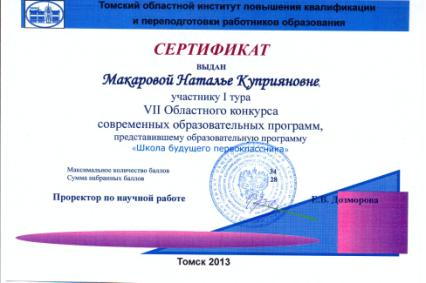 Томский областной институт повышения квалификации
и переподготовки работников образования
СЕРТИФИКАТ
ВЫДАН
Макаровой Наталье Куприяновне,
участнику I тура
VII Областного конкурса
современных образовательных программ,
представившему образовательную программу
«Школа будущего первоклассника»
Максимальное количество баллов 34
Сумма набранных баллов 28
Проректор по научной работе Е.В. Дозморова
Томск 2013